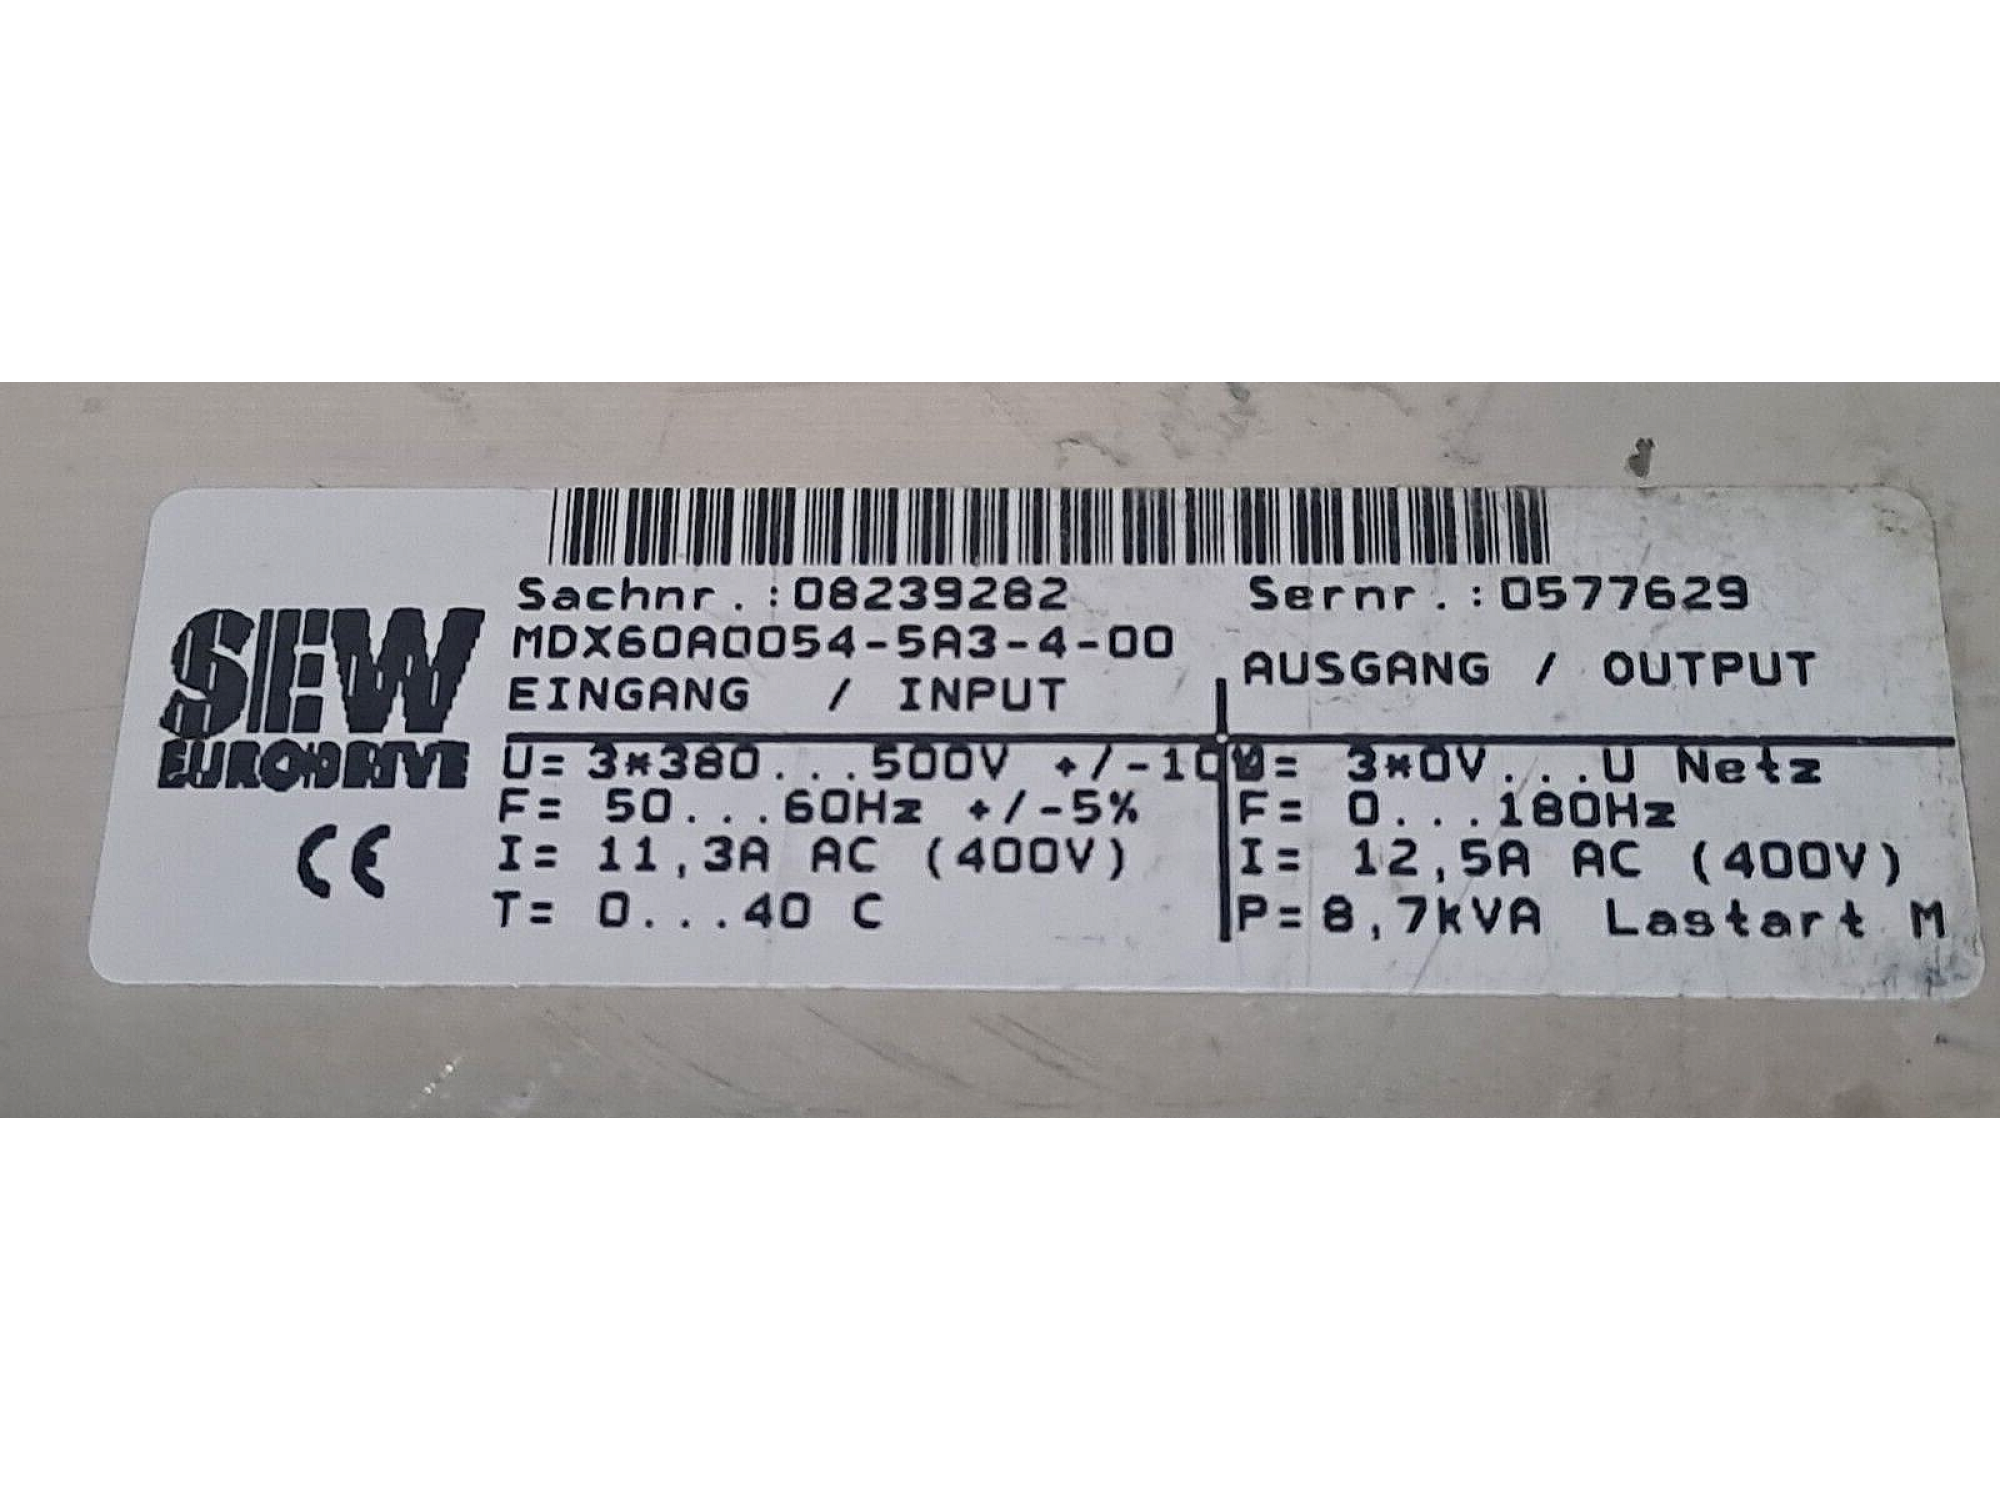 Sachnr.:08239282 Sernr.:0577629
MDX60A0054-5A3-4-00
EINGANG / INPUT AUSGANG / OUTPUT
SEW
EURODRIVE
CE
U= 3*380...500V +/-10% U= 3*0V...U Netz
F= 50...60Hz +/-5% F= 0...180Hz
I= 11,3A AC (400V) I= 12,5A AC (400V)
T= 0...40 C P=8,7kVA Lastart M